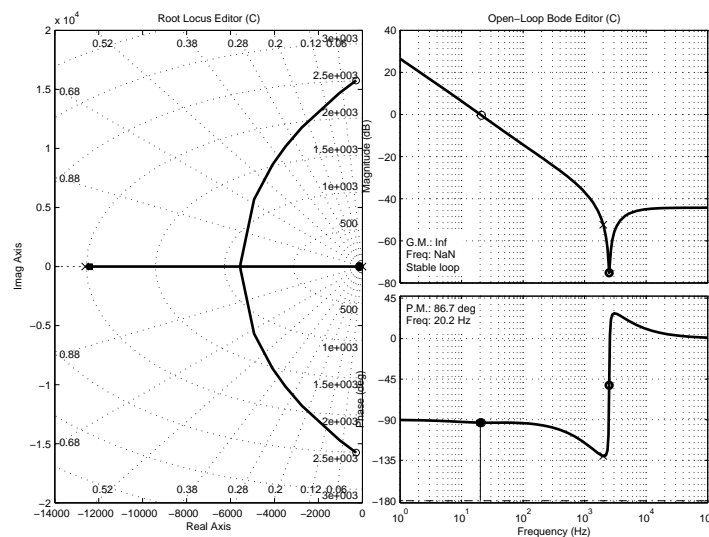 Root Locus Editor (C)
x 10^4
0.52 0.38 0.28 0.2 0.12 0.06
3e+003
2.5e+003
2e+003
1.5e+003
1e+003
500
500
1e+003
1.5e+003
2e+003
2.5e+003
3e+003
0.68
0.88
0.88
0.68
0.52 0.38 0.28 0.2 0.12 0.06
2
1.5
1
0.5
0
−0.5
−1
−1.5
−2
Imag Axis
−14000 −12000 −10000 −8000 −6000 −4000 −2000 0
Real Axis
Open−Loop Bode Editor (C)
40
20
0
−20
−40
−60
−80
Magnitude (dB)
G.M.: Inf
Freq: NaN
Stable loop
45
0
−45
−90
−135
−180
Phase (deg)
P.M.: 86.7 deg
Freq: 20.2 Hz
10^0 10^1 10^2 10^3 10^4 10
Frequency (Hz)